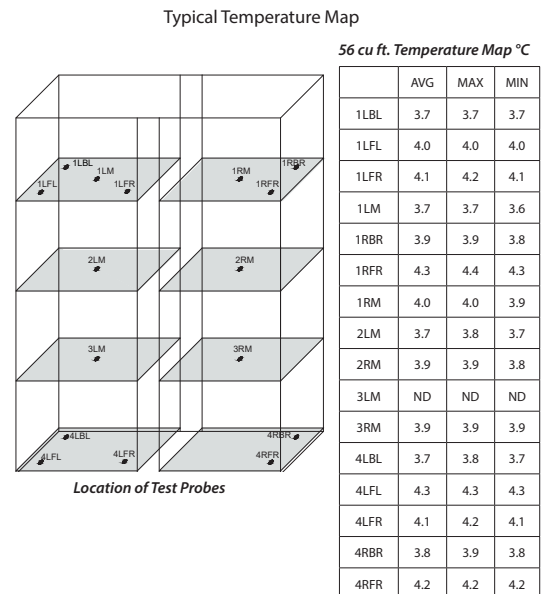 Typical Temperature Map
56 cu ft. Temperature Map °C
1LBL
1LM
1LFL
1LFR
1RM
1RBR
1RFR
2LM
2RM
3LM
3RM
4LBL
4LFL
4LFR
4RBR
4RFR
Location of Test Probes
AVG MAX MIN
1LBL 3.7 3.7 3.7
1LFL 4.0 4.0 4.0
1LFR 4.1 4.2 4.1
1LM 3.7 3.7 3.6
1RBR 3.9 3.9 3.8
1RFR 4.3 4.4 4.3
1RM 4.0 4.0 3.9
2LM 3.7 3.8 3.7
2RM 3.9 3.9 3.8
3LM ND ND ND
3RM 3.9 3.9 3.9
4LBL 3.7 3.8 3.7
4LFL 4.3 4.3 4.3
4LFR 4.1 4.2 4.1
4RBR 3.8 3.9 3.8
4RFR 4.2 4.2 4.2